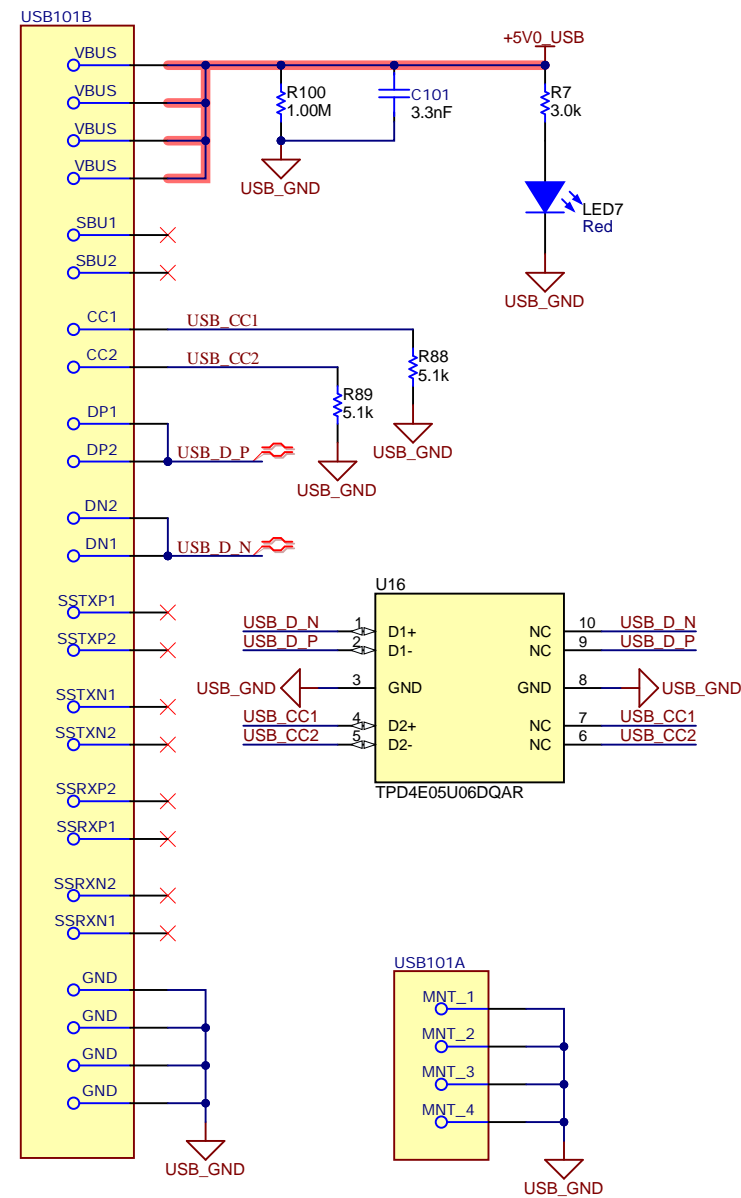 USB101B
+5V0_USB
VBUS
VBUS
VBUS
VBUS
R100
1.00M
C101
3.3nF
R7
3.0k
USB_GND
LED7
Red
USB_GND
SBU1
SBU2
CC1
USB_CC1
CC2
USB_CC2
R88
5.1k
R89
5.1k
USB_GND
USB_GND
DP1
DP2
USB_D_P
DN2
DN1
USB_D_N
SSTXP1
SSTXP2
SSTXN1
SSTXN2
SSRXP2
SSRXP1
SSRXN2
SSRXN1
GND
GND
GND
GND
USB_GND
U16
USB_D_N 1 D1+ NC 10 USB_D_N
USB_D_P 2 D1- NC 9 USB_D_P
USB_GND 3 GND GND 8 USB_GND
USB_CC1 4 D2+ NC 7 USB_CC1
USB_CC2 5 D2- NC 6 USB_CC2
TPD4E05U06DQAR
USB101A
MNT_1
MNT_2
MNT_3
MNT_4
USB_GND